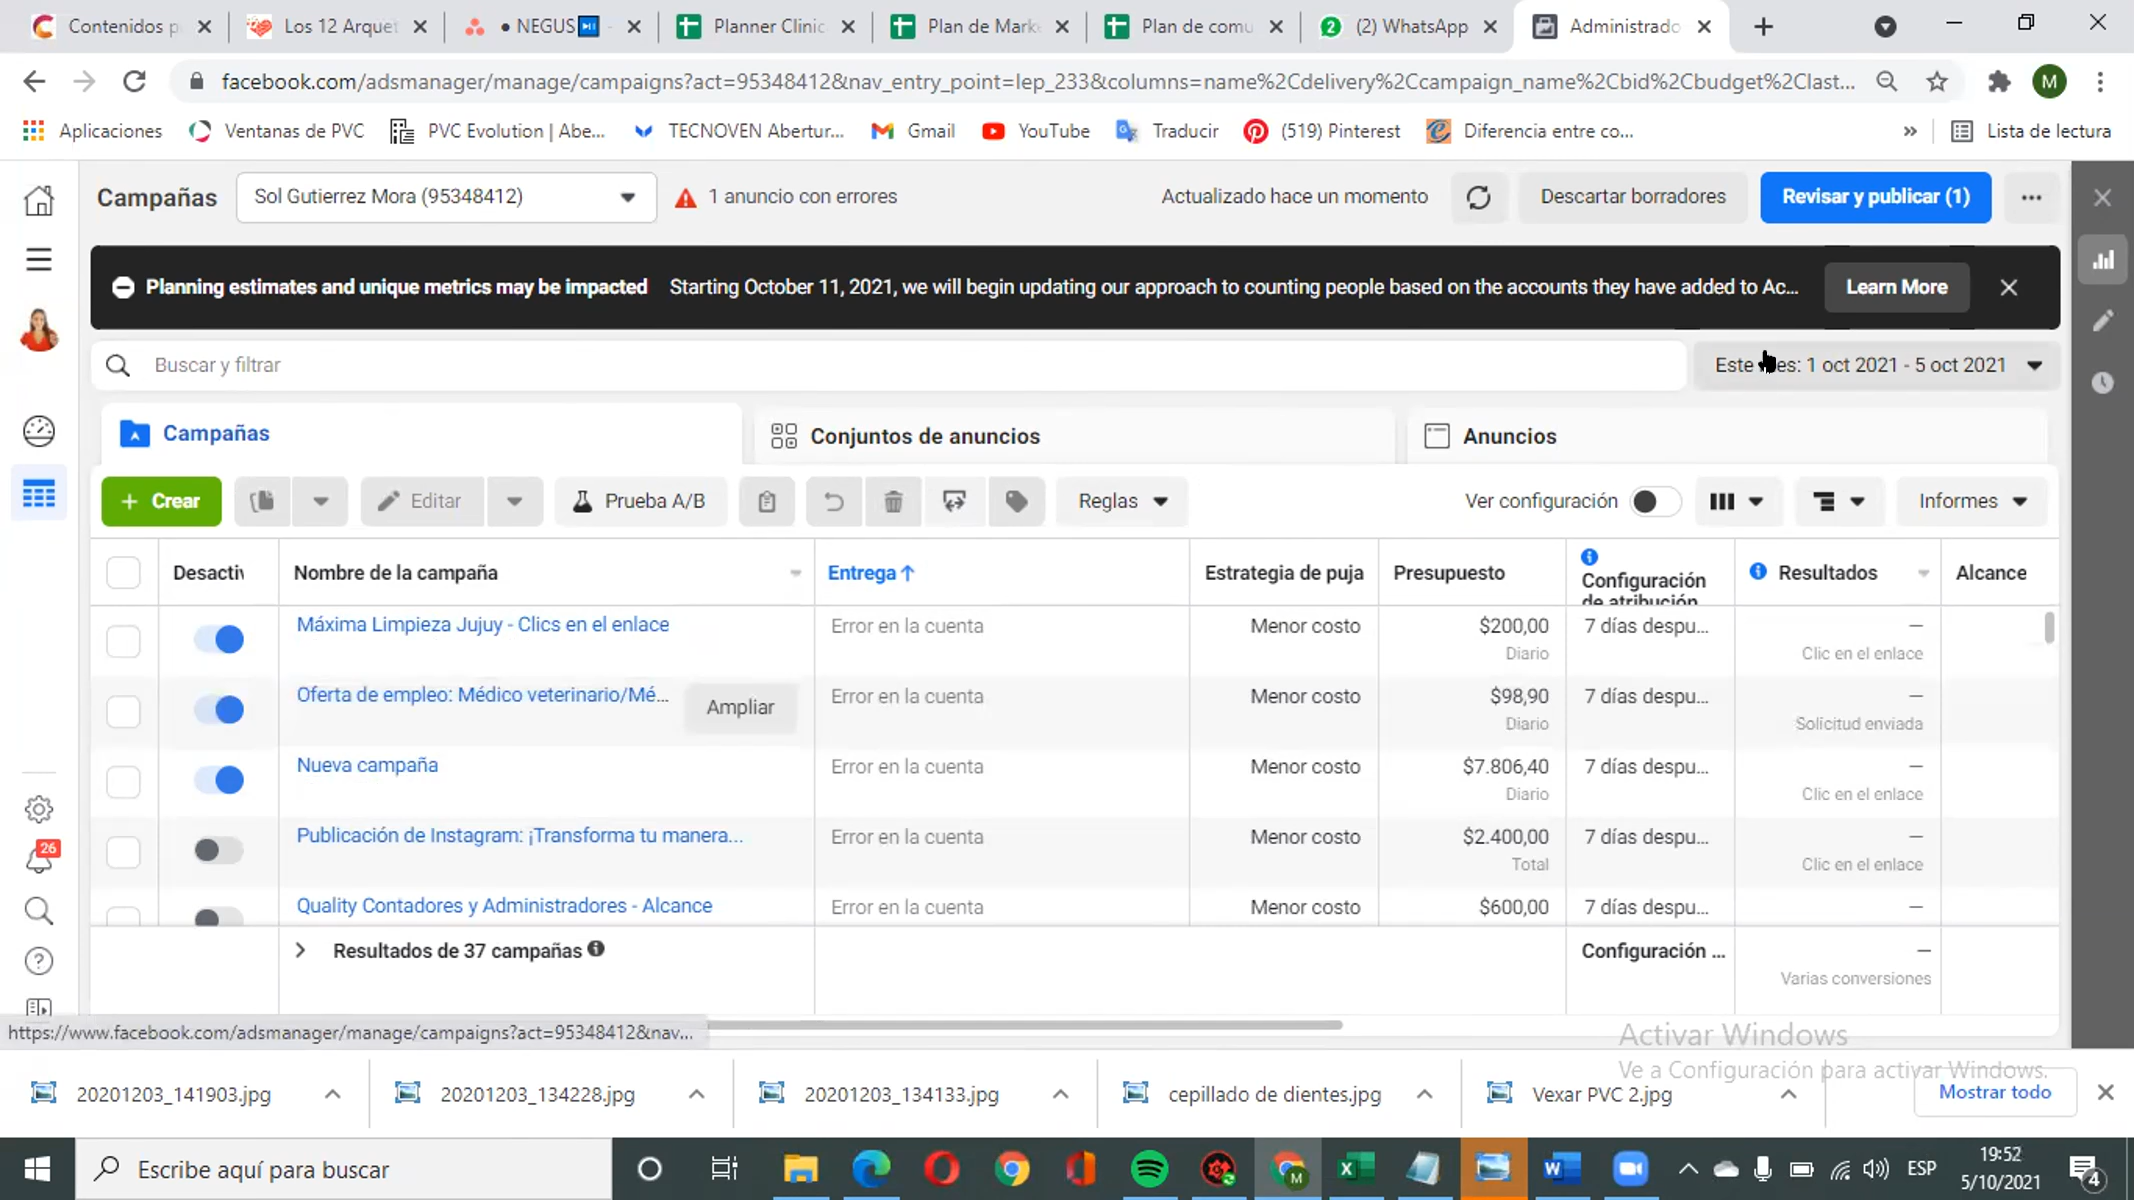 Contenidos p
Los 12 Arquet
• NEGUS
Planner Clinic
Plan de Mark
Plan de comu
(2) WhatsApp
Administrado
facebook.com/adsmanager/manage/campaigns?act=95348412&nav_entry_point=lep_233&columns=name%2Cdelivery%2Ccampaign_name%2Cbid%2Cbudget%2Clast...
M
Aplicaciones
Ventanas de PVC
PVC Evolution | Abe...
TECNOVEN Abertur...
Gmail
YouTube
Traducir
(519) Pinterest
Diferencia entre co...
»
Lista de lectura
Campañas
Sol Gutierrez Mora (95348412)
1 anuncio con errores
Actualizado hace un momento
Descartar borradores
Revisar y publicar (1)
Planning estimates and unique metrics may be impacted
Starting October 11, 2021, we will begin updating our approach to counting people based on the accounts they have added to Ac...
Learn More
Buscar y filtrar
Este mes: 1 oct 2021 - 5 oct 2021
Campañas
Conjuntos de anuncios
Anuncios
+ Crear
Editar
Prueba A/B
Reglas
Ver configuración
Informes
Desactiv
Nombre de la campaña
Entrega↑
Estrategia de puja
Presupuesto
Configuración
de atribución
Resultados
Alcance
Máxima Limpieza Jujuy - Clics en el enlace
Error en la cuenta
Menor costo
$200,00
Diario
7 días despu...
—
Clic en el enlace
Oferta de empleo: Médico veterinario/Mé...
Ampliar
Error en la cuenta
Menor costo
$98,90
Diario
7 días despu...
—
Solicitud enviada
Nueva campaña
Error en la cuenta
Menor costo
$7.806,40
Diario
7 días despu...
—
Clic en el enlace
Publicación de Instagram: ¡Transforma tu manera...
Error en la cuenta
Menor costo
$2.400,00
Total
7 días despu...
—
Clic en el enlace
Quality Contadores y Administradores - Alcance
Error en la cuenta
Menor costo
$600,00
7 días despu...
—
26
Resultados de 37 campañas
Configuración ...
—
Varias conversiones
https://www.facebook.com/adsmanager/manage/campaigns?act=95348412&nav...
Activar Windows
Ve a Configuración para activar Windows.
20201203_141903.jpg
20201203_134228.jpg
20201203_134133.jpg
cepillado de dientes.jpg
Vexar PVC 2.jpg
Mostrar todo
Escribe aquí para buscar
ESP
19:52
5/10/2021
4